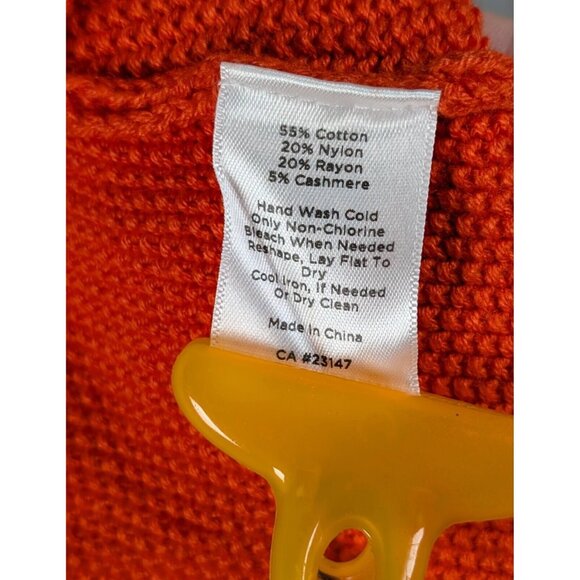 55% Cotton
20% Nylon
20% Rayon
5% Cashmere
Hand Wash Cold
Only Non-Chlorine
Bleach When Needed
Reshape, Lay Flat To
Dry
Cool Iron, If Needed
Or Dry Clean
Made In China
CA #23147